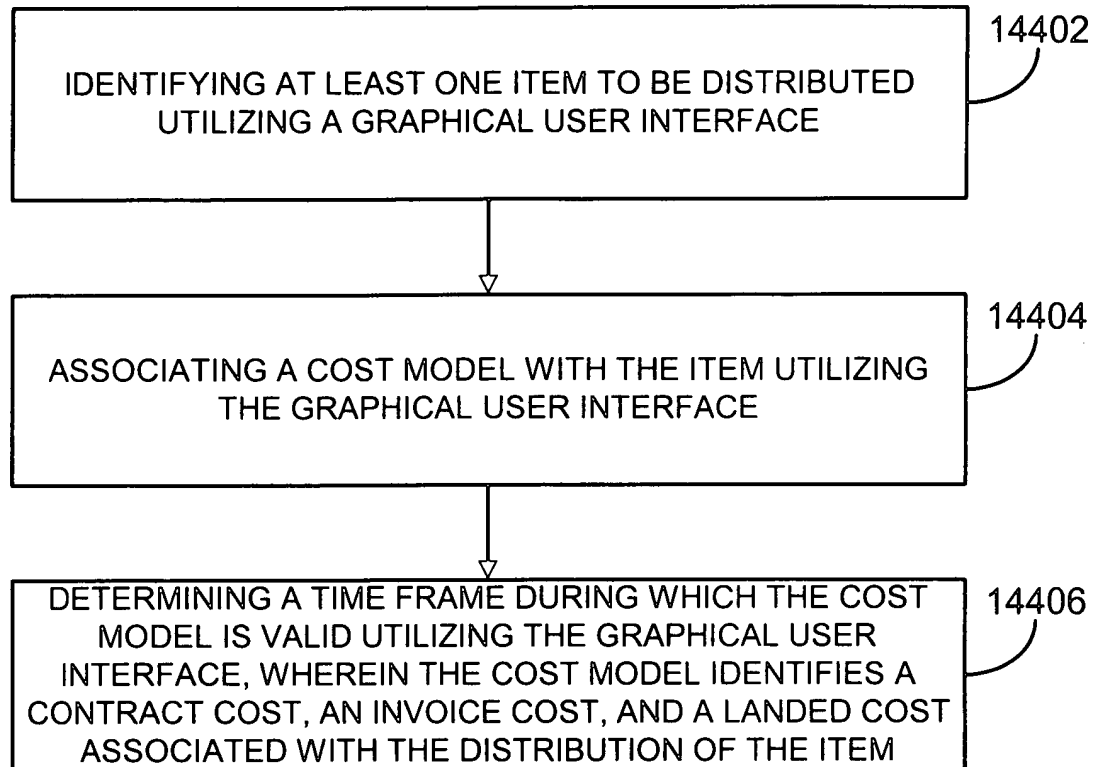 14402
IDENTIFYING AT LEAST ONE ITEM TO BE DISTRIBUTED
UTILIZING A GRAPHICAL USER INTERFACE
14404
ASSOCIATING A COST MODEL WITH THE ITEM UTILIZING
THE GRAPHICAL USER INTERFACE
14406
DETERMINING A TIME FRAME DURING WHICH THE COST
MODEL IS VALID UTILIZING THE GRAPHICAL USER
INTERFACE, WHEREIN THE COST MODEL IDENTIFIES A
CONTRACT COST, AN INVOICE COST, AND A LANDED COST
ASSOCIATED WITH THE DISTRIBUTION OF THE ITEM